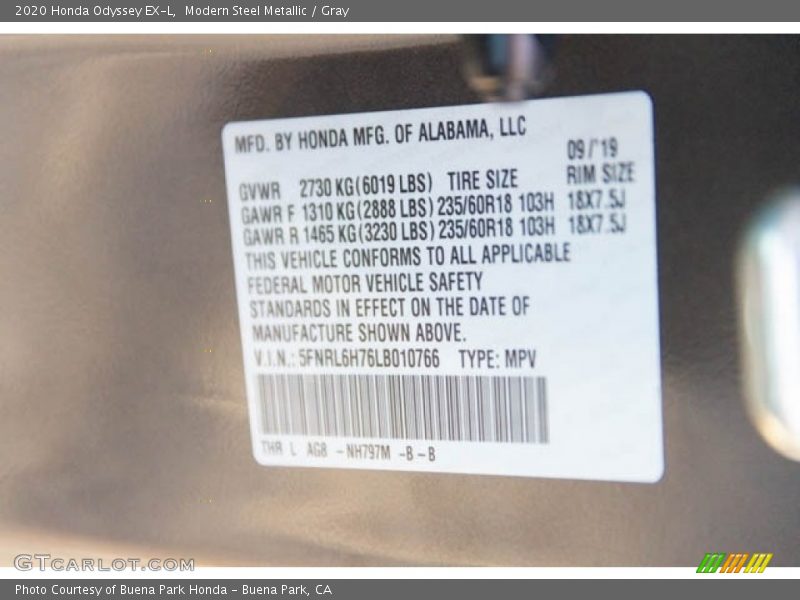 2020 Honda Odyssey EX-L,  Modern Steel Metallic / Gray
MFD. BY HONDA MFG. OF ALABAMA, LLC
09/'19
GVWR 2730 KG(6019 LBS) TIRE SIZE RIM SIZE
GAWR F 1310 KG(2888 LBS) 235/60R18 103H 18X7.5J
GAWR R 1465 KG(3230 LBS) 235/60R18 103H 18X7.5J
THIS VEHICLE CONFORMS TO ALL APPLICABLE
FEDERAL MOTOR VEHICLE SAFETY
STANDARDS IN EFFECT ON THE DATE OF
MANUFACTURE SHOWN ABOVE.
V.I.N.: 5FNRL6H76LB010766 TYPE: MPV
THR L AG8 -NH797M -B-B
GTCARLOT.COM
Photo Courtesy of Buena Park Honda - Buena Park, CA